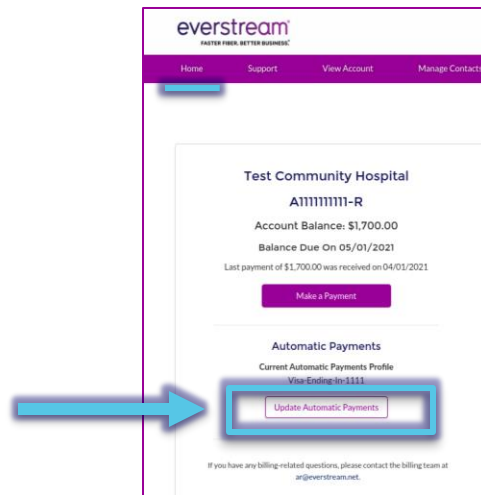 everstream
FASTER FIBER. BETTER BUSINESS.
Home Support View Account Manage Contacts
Test Community Hospital
A1111111111-R
Account Balance: $1,700.00
Balance Due On 05/01/2021
Last payment of $1,700.00 was received on 04/01/2021
Make a Payment
Automatic Payments
Current Automatic Payments Profile
Visa-Ending-In-1111
Update Automatic Payments
If you have any billing-related questions, please contact the billing team at
ar@everstream.net.